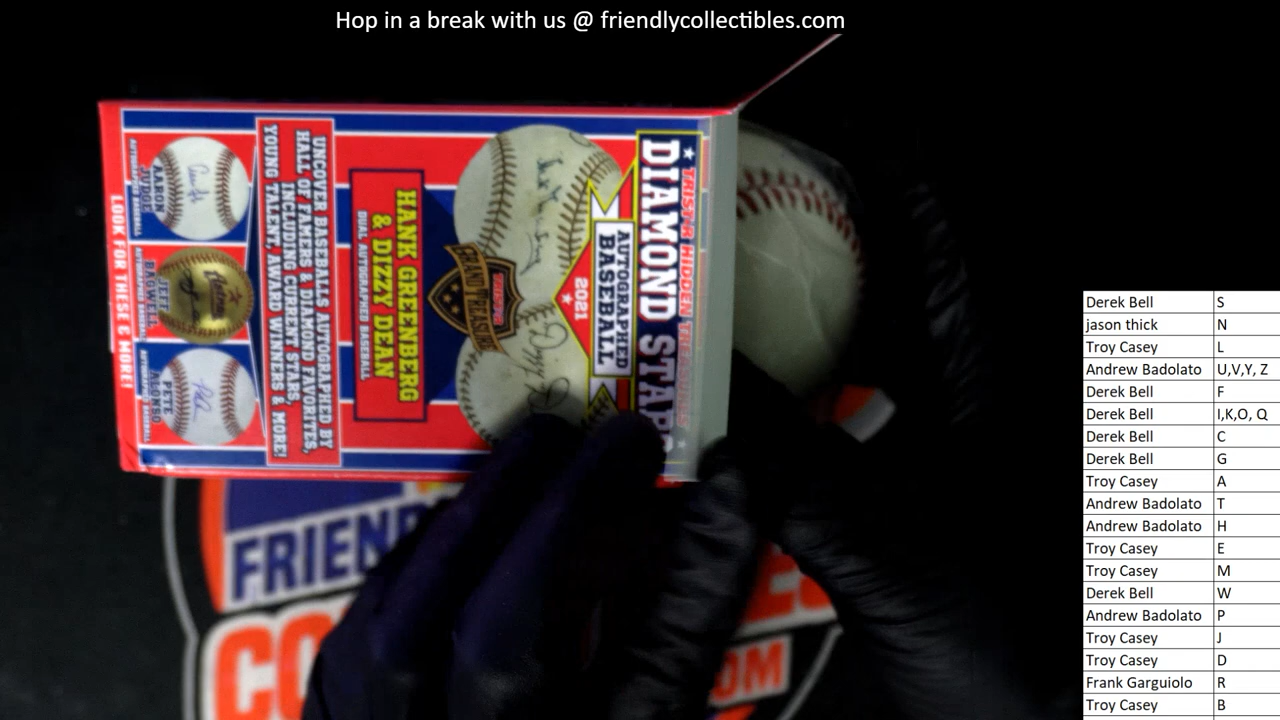 Hop in a break with us @ friendlycollectibles.com
DIAMOND
AUTOGRAPHED
BASEBALL
2021
HANK GREENBERG
& DIZZY DEAN
DUAL AUTOGRAPHED BASEBALL
UNCOVER BASEBALLS AUTOGRAPHED BY
HALL OF FAMERS & DIAMOND FAVORITES,
INCLUDING CURRENT STARS,
YOUNG TALENT, AWARD WINNERS & MORE!
AARON
JUDGE
AUTOGRAPHED BASEBALL
JEFF
BAGWELL
AUTOGRAPHED BASEBALL
PETE
ALONSO
LOOK FOR THESE & MORE!
Derek Bell S
jason thick N
Troy Casey L
Andrew Badolato U,V,Y, Z
Derek Bell F
Derek Bell I,K,O, Q
Derek Bell C
Derek Bell G
Troy Casey A
Andrew Badolato T
Andrew Badolato H
Troy Casey E
Troy Casey M
Derek Bell W
Andrew Badolato P
Troy Casey J
Troy Casey D
Frank Garguiolo R
Troy Casey B